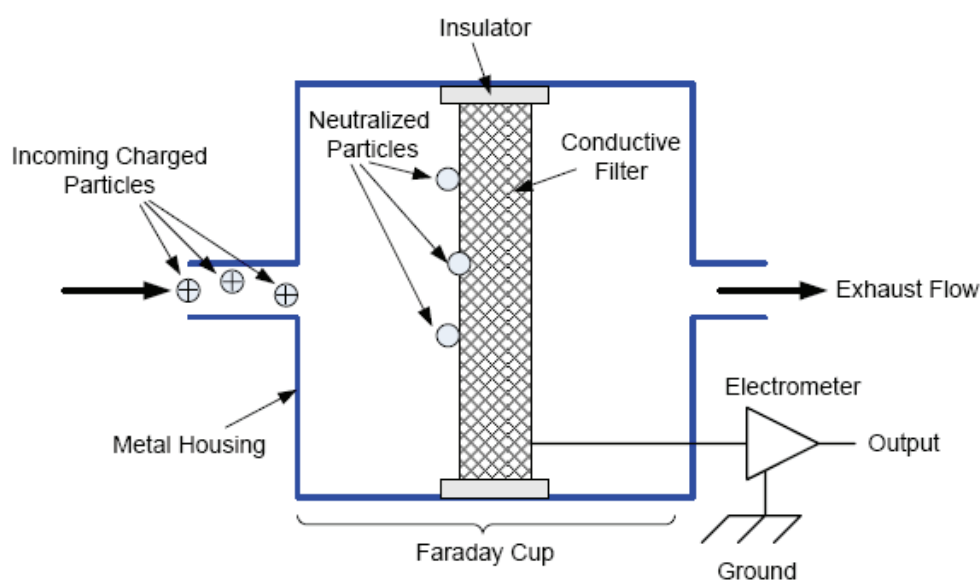 Insulator
Neutralized
Particles
Conductive
Filter
Incoming Charged
Particles
Exhaust Flow
Electrometer
Metal Housing
Output
Faraday Cup
Ground